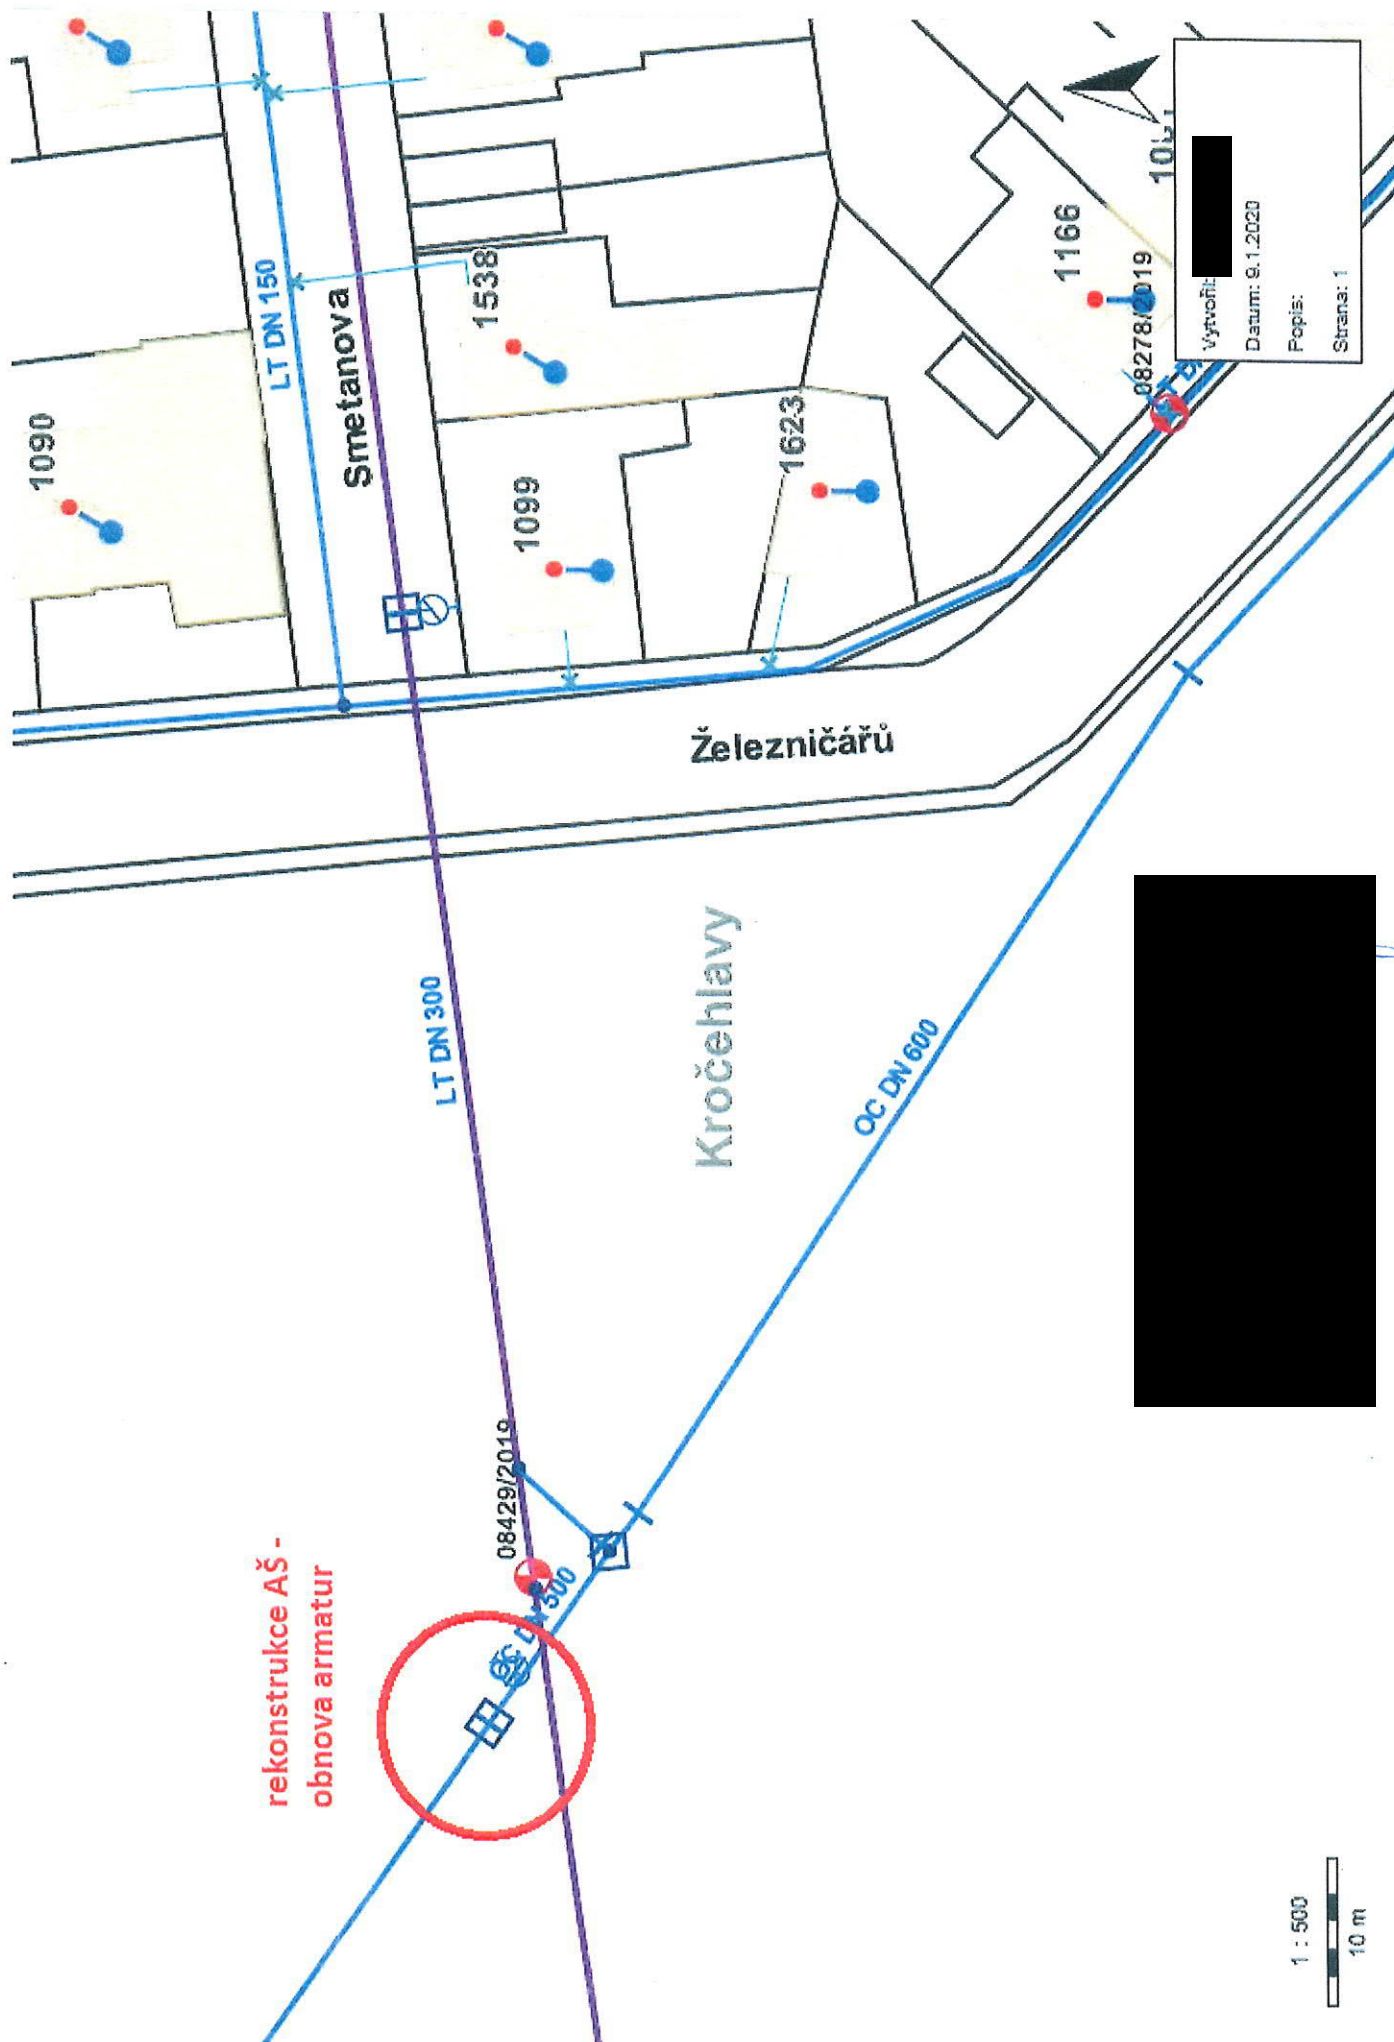 1090
LT DN 150
Smetanova
1538
1099
1623
1166
08278/2019
Železničářů
LT DN 300
Kročehlavy
OC DN 600
08429/2019
DN 500
rekonstrukce AŠ -
obnova armatur
Vytvořil:
Datum: 9.1.2020
Popis:
Strana: 1
1 : 500
10 m